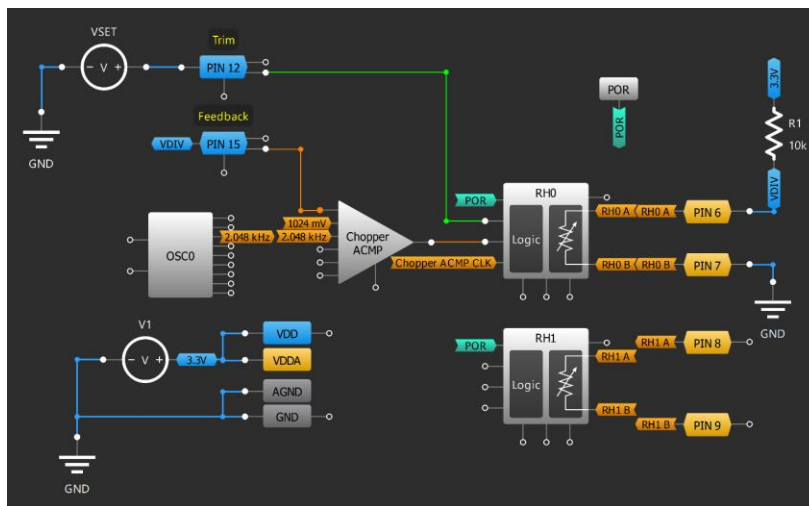 VSET
Trim
− V +
PIN 12
GND
Feedback
VDIV
PIN 15
POR
POR
3.3V
R1
10k
VDIV
OSC0
2.048 kHz
1024 mV
2.048 kHz
Chopper
ACMP
Chopper ACMP CLK
POR
RH0
Logic
RH0 A
RH0 A
PIN 6
RH0 B
RH0 B
PIN 7
GND
V1
− V +
3.3V
VDD
VDDA
AGND
GND
GND
POR
RH1
Logic
RH1 A
RH1 A
PIN 8
RH1 B
RH1 B
PIN 9